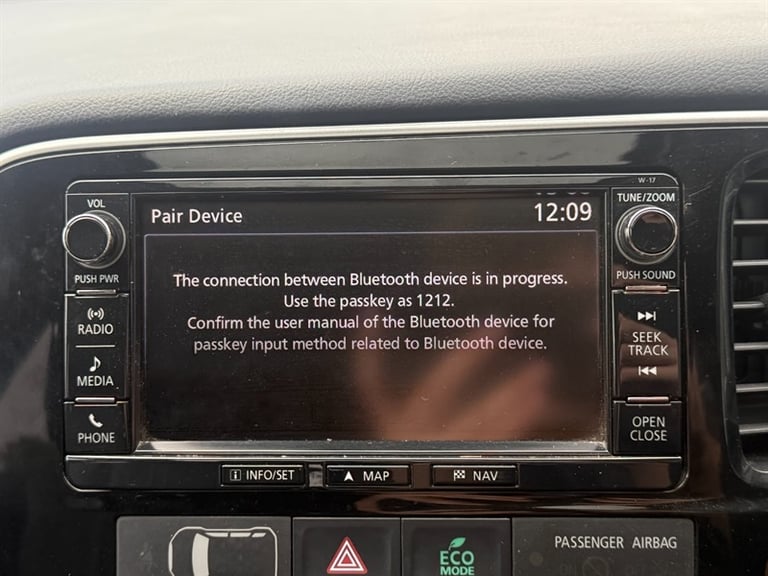 W-17
VOL
TUNE/ZOOM
Pair Device
12:09
PUSH PWR
PUSH SOUND
The connection between Bluetooth device is in progress.
Use the passkey as 1212.
Confirm the user manual of the Bluetooth device for
passkey input method related to Bluetooth device.
RADIO
MEDIA
PHONE
SEEK
TRACK
OPEN
CLOSE
i INFO/SET
MAP
NAV
ECO
MODE
PASSENGER AIRBAG